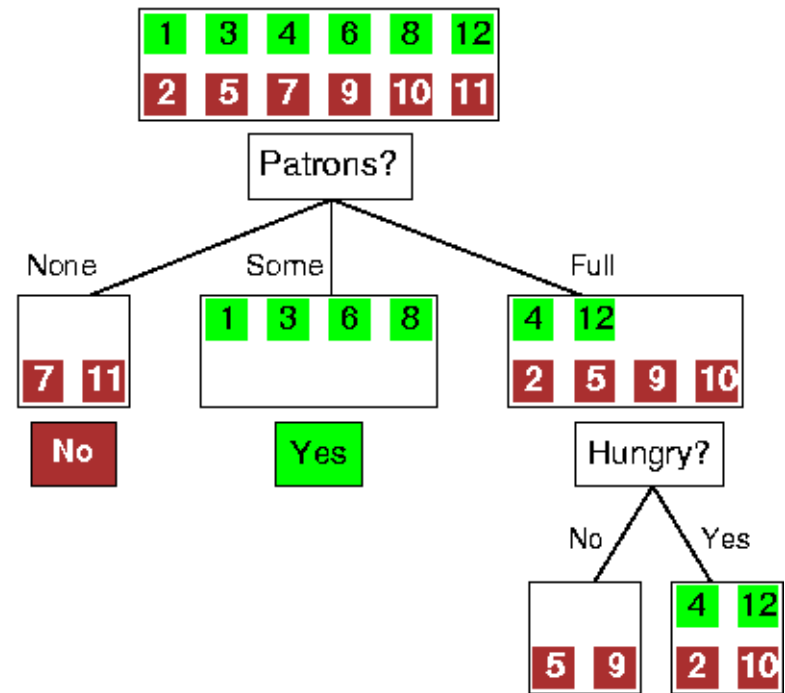 1 3 4 6 8 12
2 5 7 9 10 11
Patrons?
None Some Full
1 3 6 8 4 12
7 11 2 5 9 10
No Yes Hungry?
No Yes
4 12
5 9 2 10